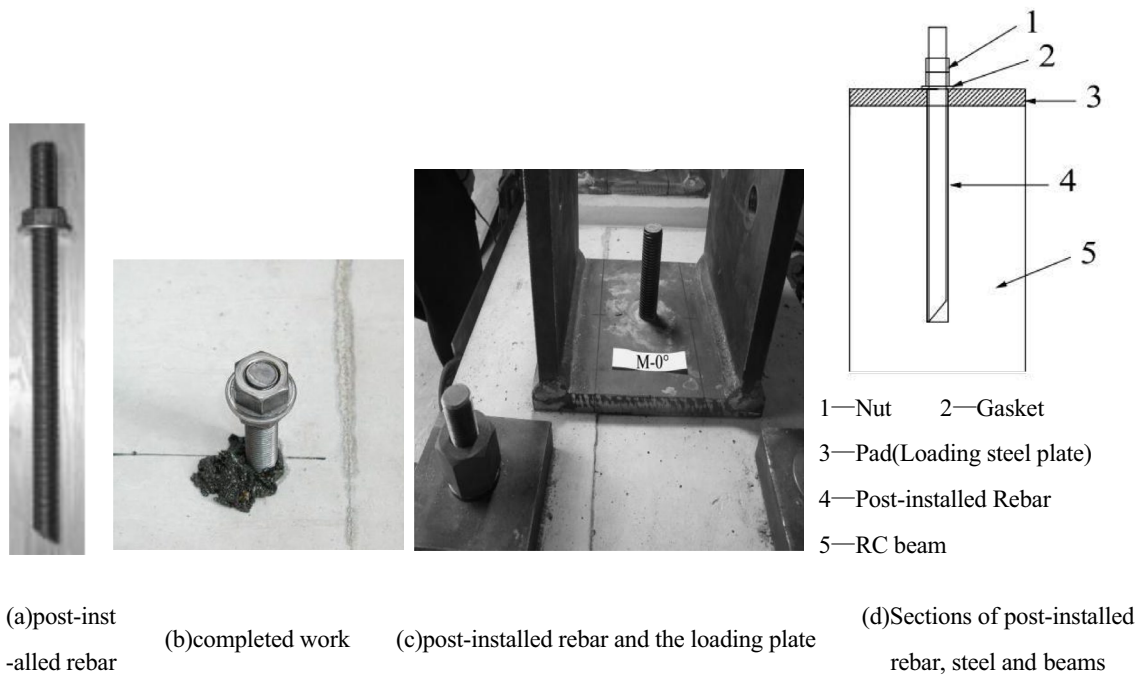 1
2
3
4
5
M-0°
1—Nut 2—Gasket
3—Pad(Loading steel plate)
4—Post-installed Rebar
5—RC beam
(a)post-inst
-alled rebar
(b)completed work
(c)post-installed rebar and the loading plate
(d)Sections of post-installed
rebar, steel and beams